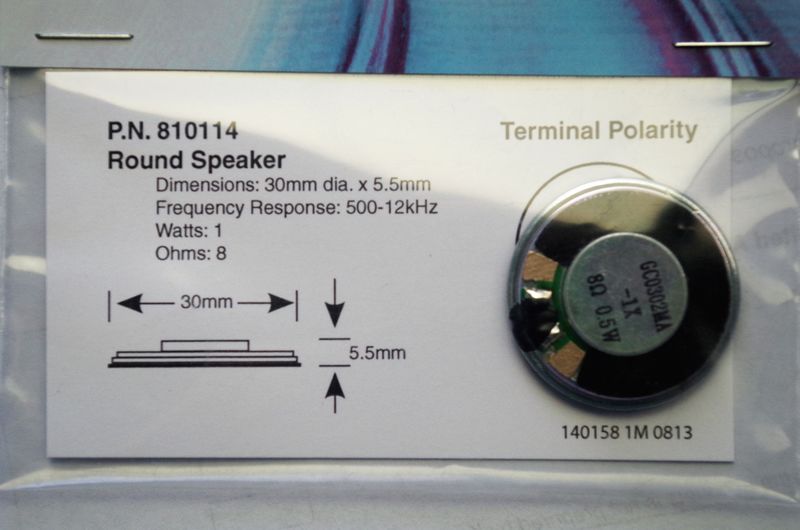 P.N. 810114
Round Speaker
Dimensions: 30mm dia. x 5.5mm
Frequency Response: 500-12kHz
Watts: 1
Ohms: 8
30mm
5.5mm
Terminal Polarity
GC0302MA
-1X
8Ω 0.5W
140158 1M 0813